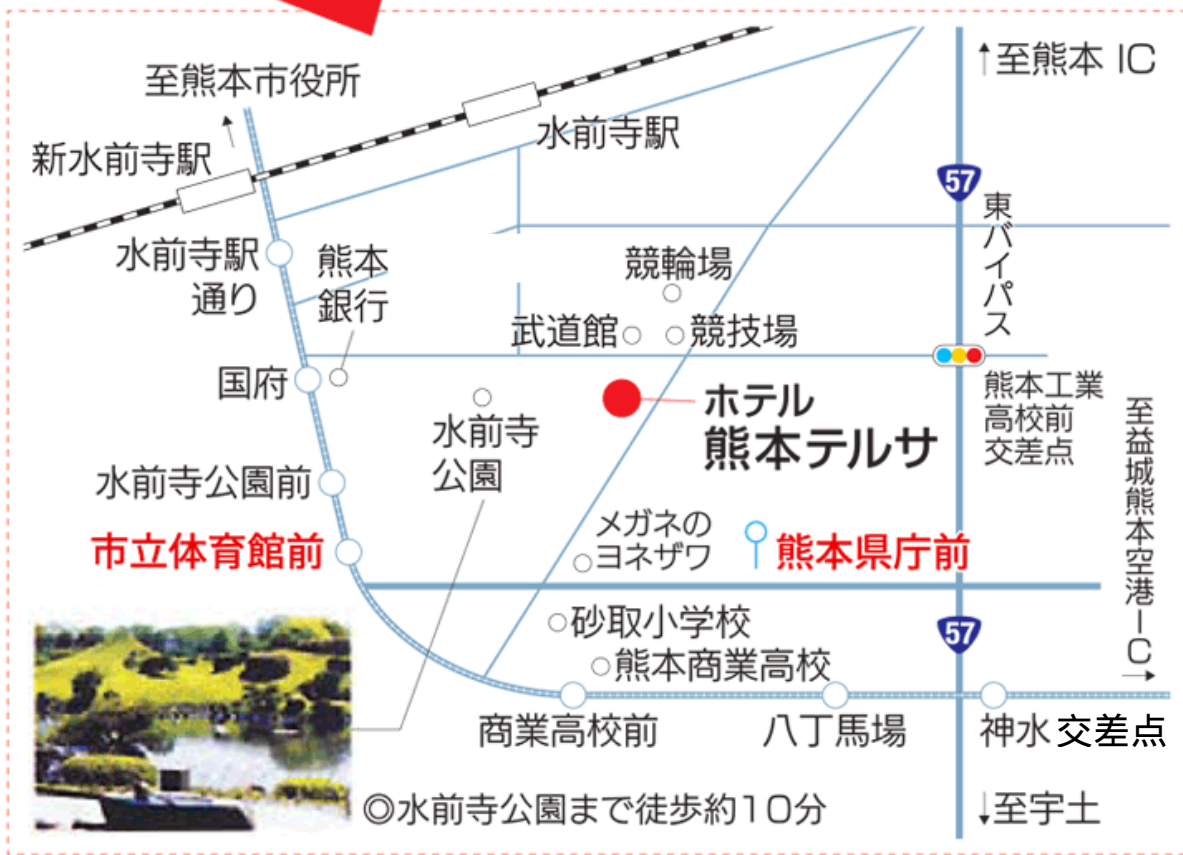 至熊本市役所
↑至熊本 IC
水前寺駅
新水前寺駅
57
東バイパス
水前寺駅
通り
熊本
銀行
競輪場
武道館
競技場
国府
熊本工業
高校前
交差点
ホテル
熊本テルサ
水前寺
公園
至益城熊本空港IC
→
水前寺公園前
メガネの
ヨネザワ
市立体育館前
熊本県庁前
砂取小学校
57
熊本商業高校
商業高校前
八丁馬場
神水 交差点
◎水前寺公園まで徒歩約10分
↓至宇土